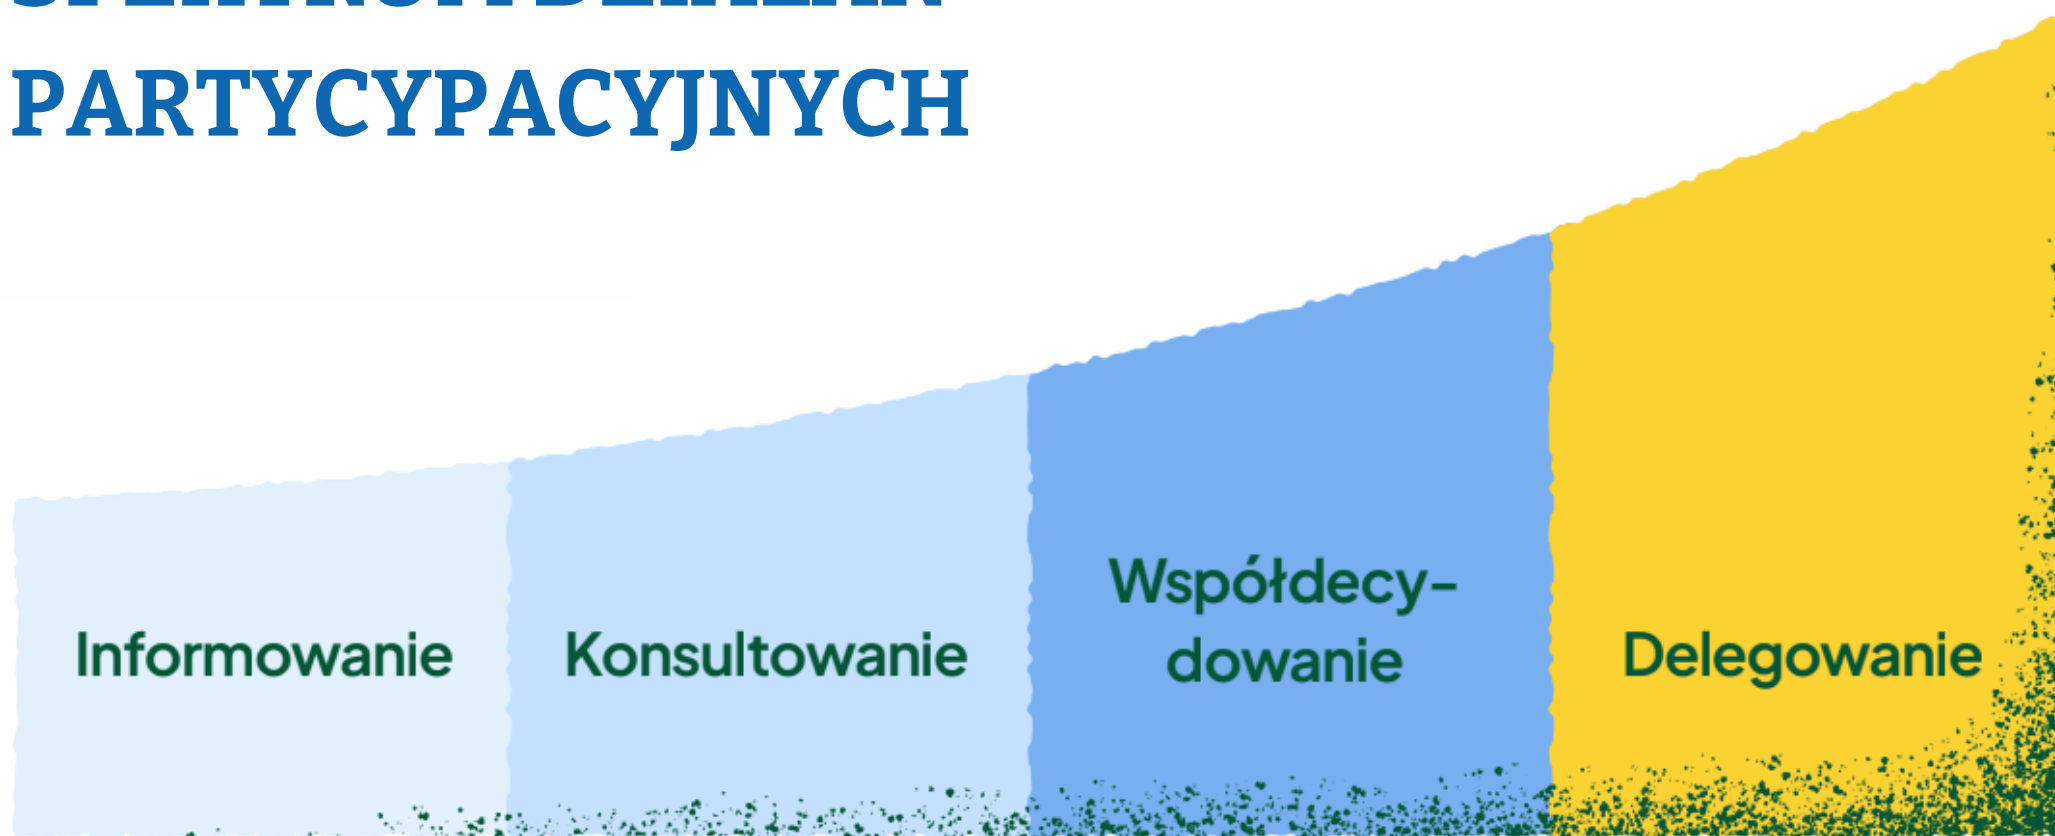 PARTYCYPACYJNYCH
Informowanie
Konsultowanie
Współdecy-
dowanie
Delegowanie